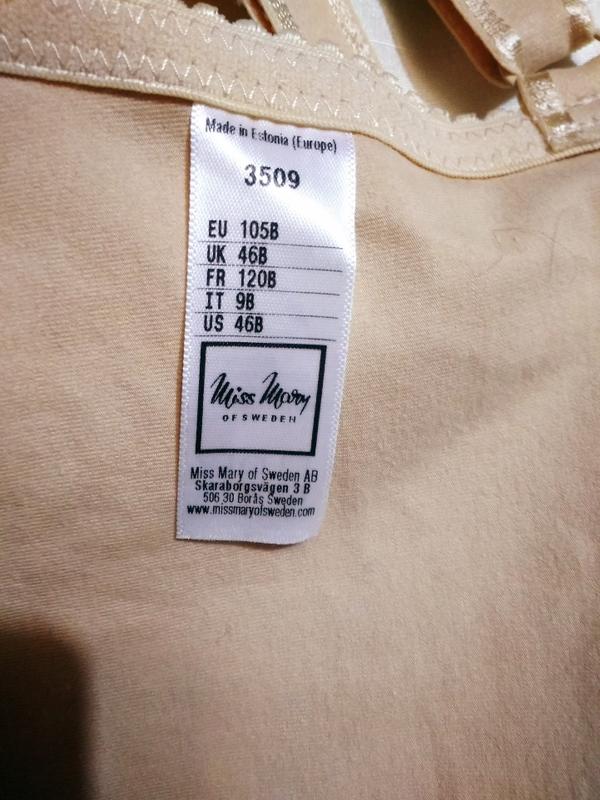 Made in Estonia (Europe)
3509
EU 105B
UK 46B
FR 120B
IT 9B
US 46B
Miss Mary
OF SWEDEN
Miss Mary of Sweden AB
Skaraborgsvägen 3 B
506 30 Borås Sweden
www.missmaryofsweden.com